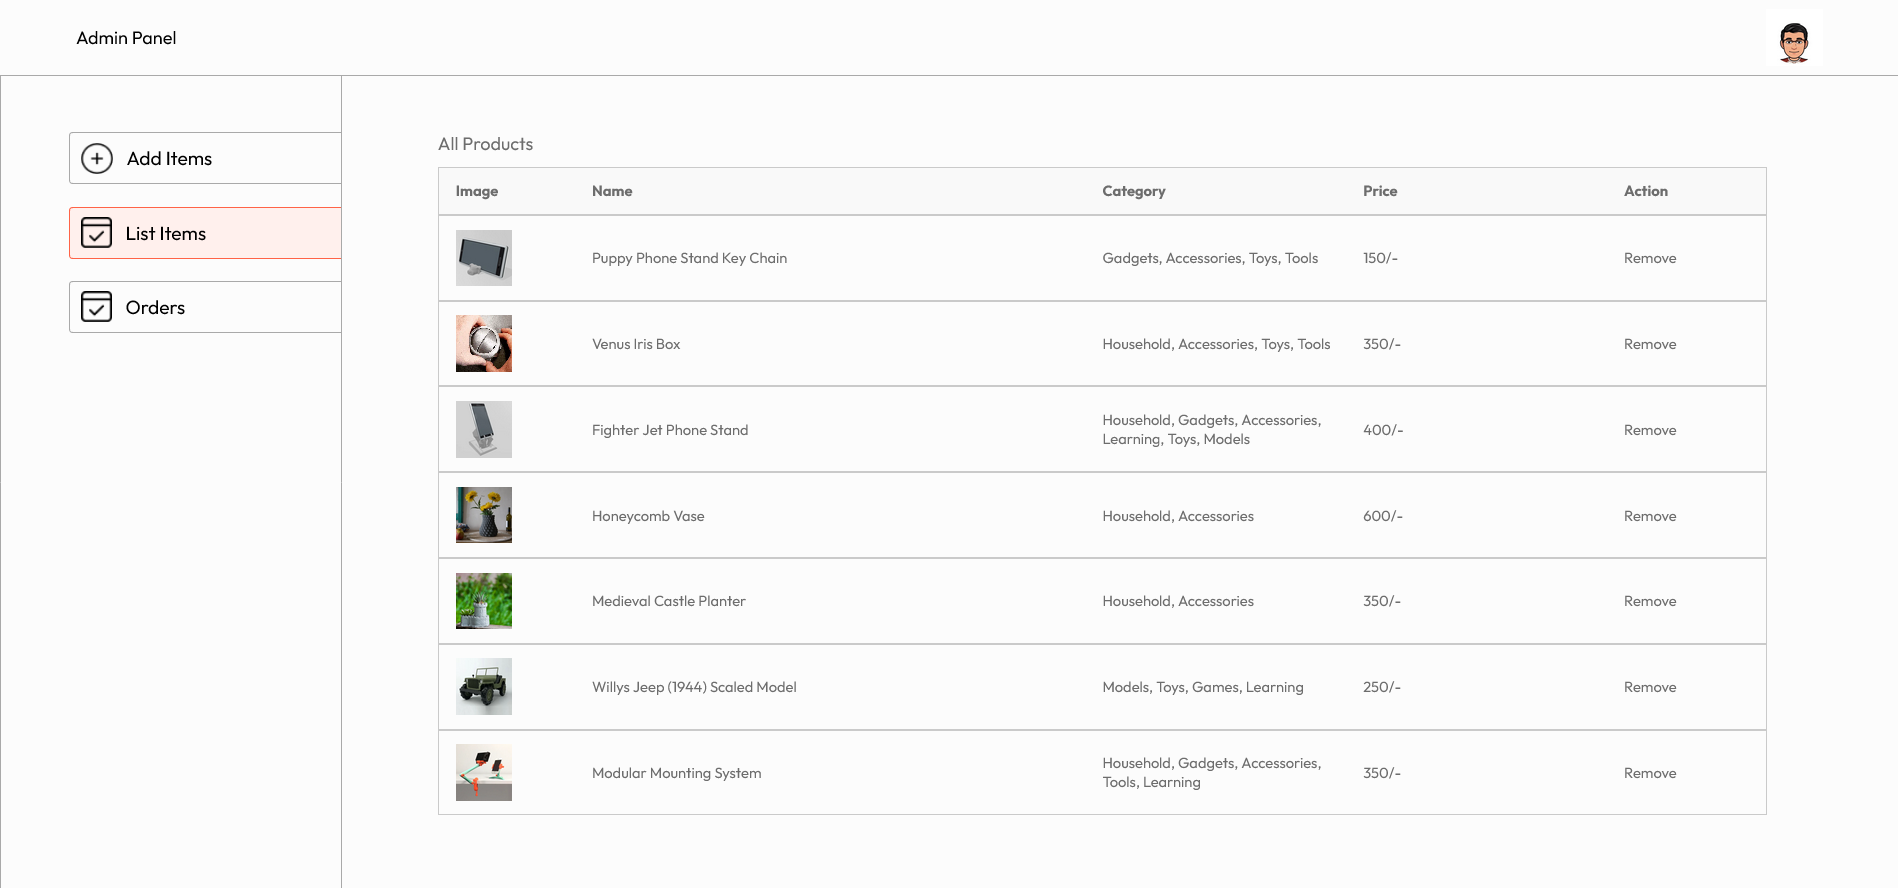 Admin Panel
Add Items
List Items
Orders
All Products
Image Name Category Price Action
Puppy Phone Stand Key Chain Gadgets, Accessories, Toys, Tools 150/- Remove
Venus Iris Box Household, Accessories, Toys, Tools 350/- Remove
Fighter Jet Phone Stand Household, Gadgets, Accessories, 400/- Remove
Learning, Toys, Models
Honeycomb Vase Household, Accessories 600/- Remove
Medieval Castle Planter Household, Accessories 350/- Remove
Willys Jeep (1944) Scaled Model Models, Toys, Games, Learning 250/- Remove
Modular Mounting System Household, Gadgets, Accessories, 350/- Remove
Tools, Learning